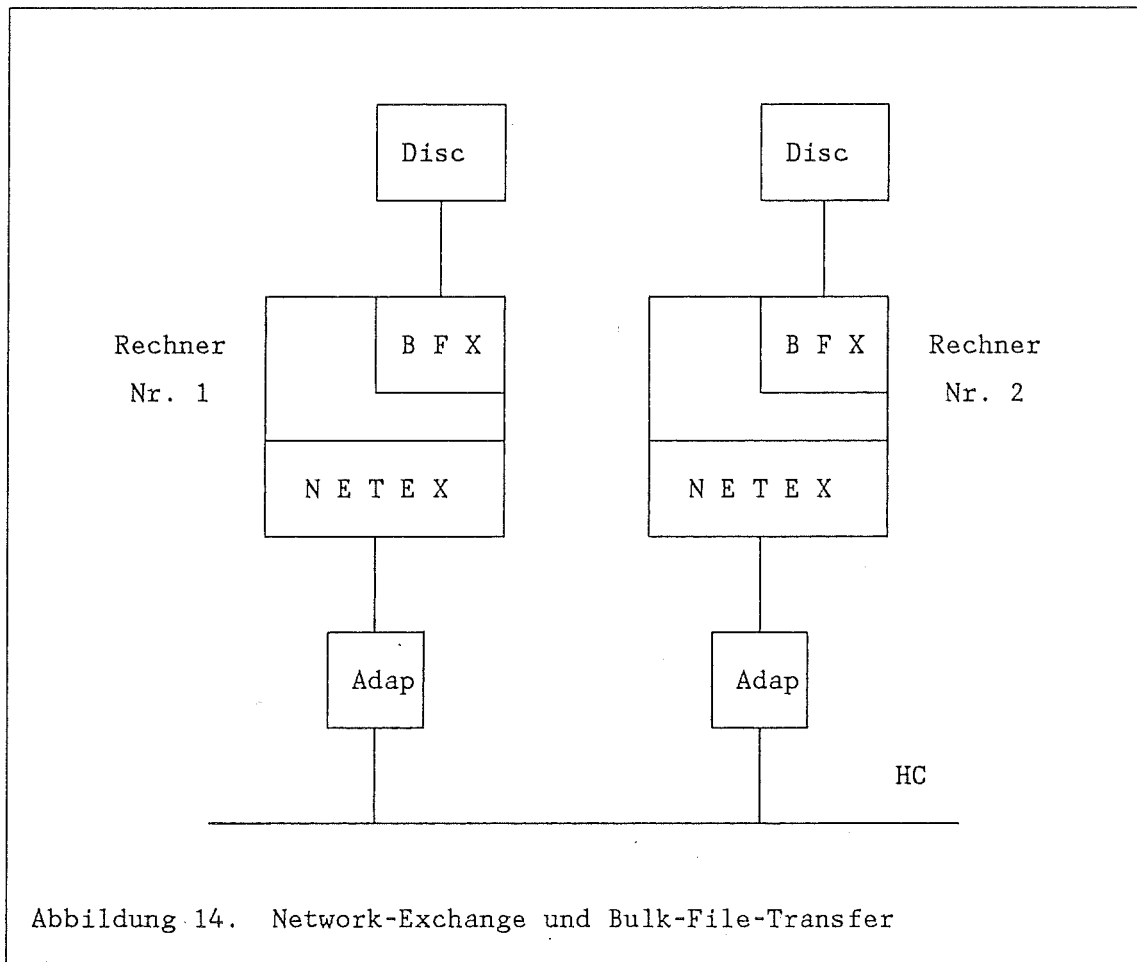 Disc
Disc
B F X
B F X
Rechner
Nr. 1
Rechner
Nr. 2
N E T E X
N E T E X
Adap
Adap
HC
Abbildung 14. Network-Exchange und Bulk-File-Transfer